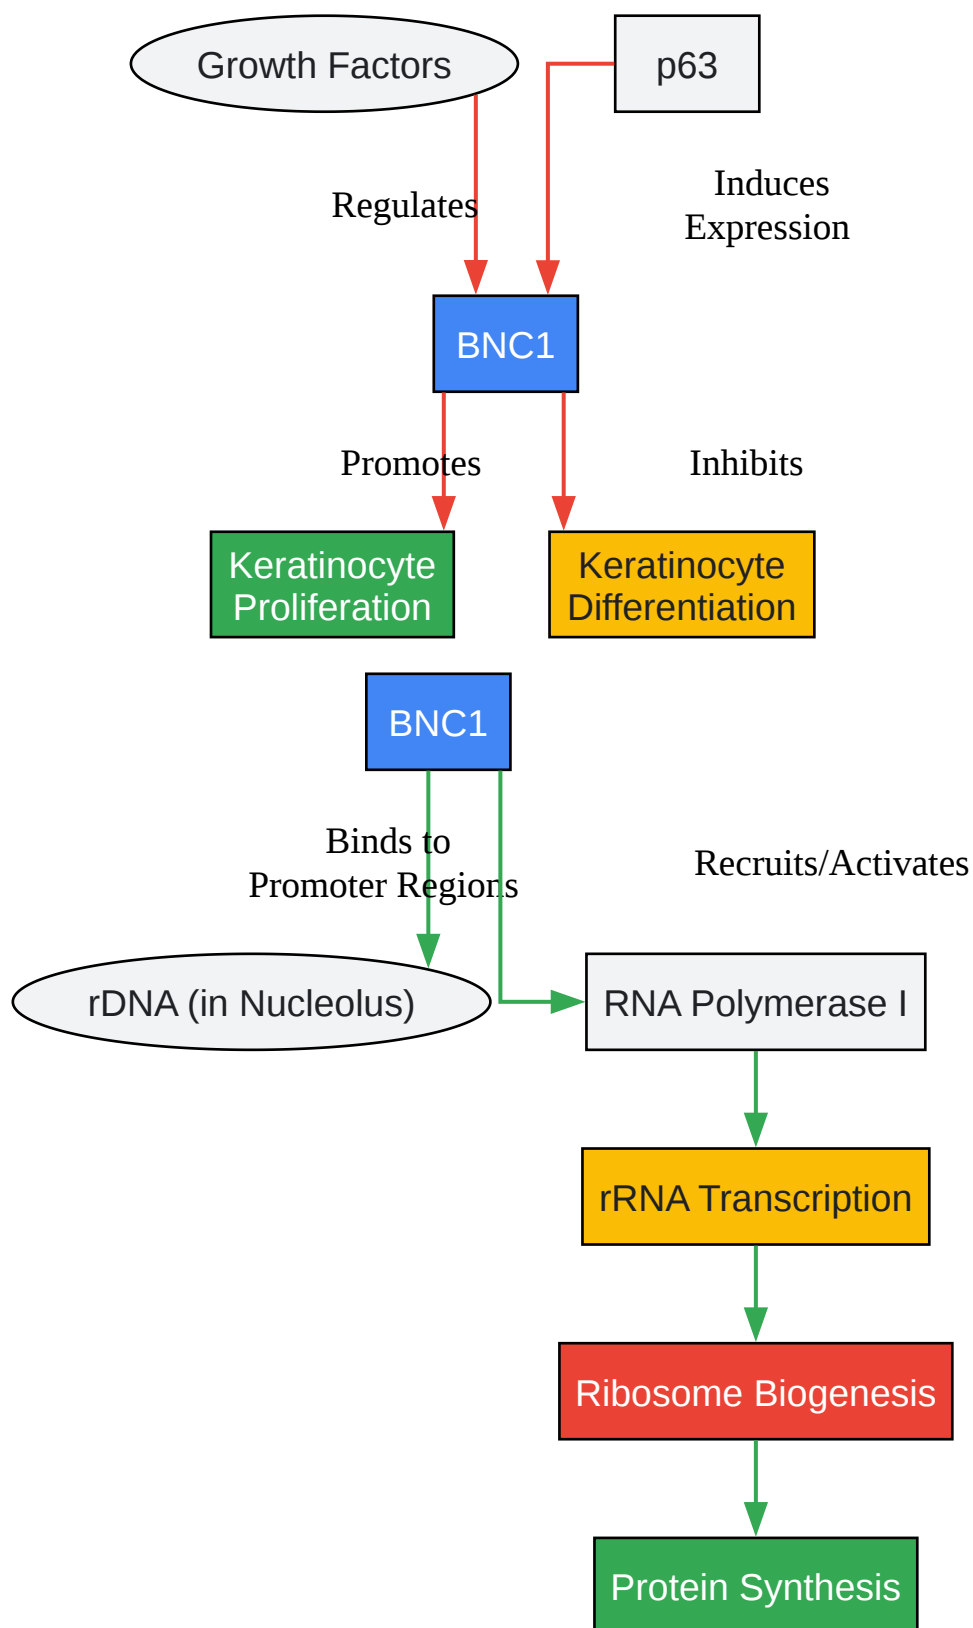 Growth Factors
p63
Regulates
Induces
Expression
BNC1
Promotes
Inhibits
Keratinocyte
Proliferation
Keratinocyte
Differentiation
BNC1
Binds to
Promoter Regions
Recruits/Activates
rDNA (in Nucleolus)
RNA Polymerase I
rRNA Transcription
Ribosome Biogenesis
Protein Synthesis